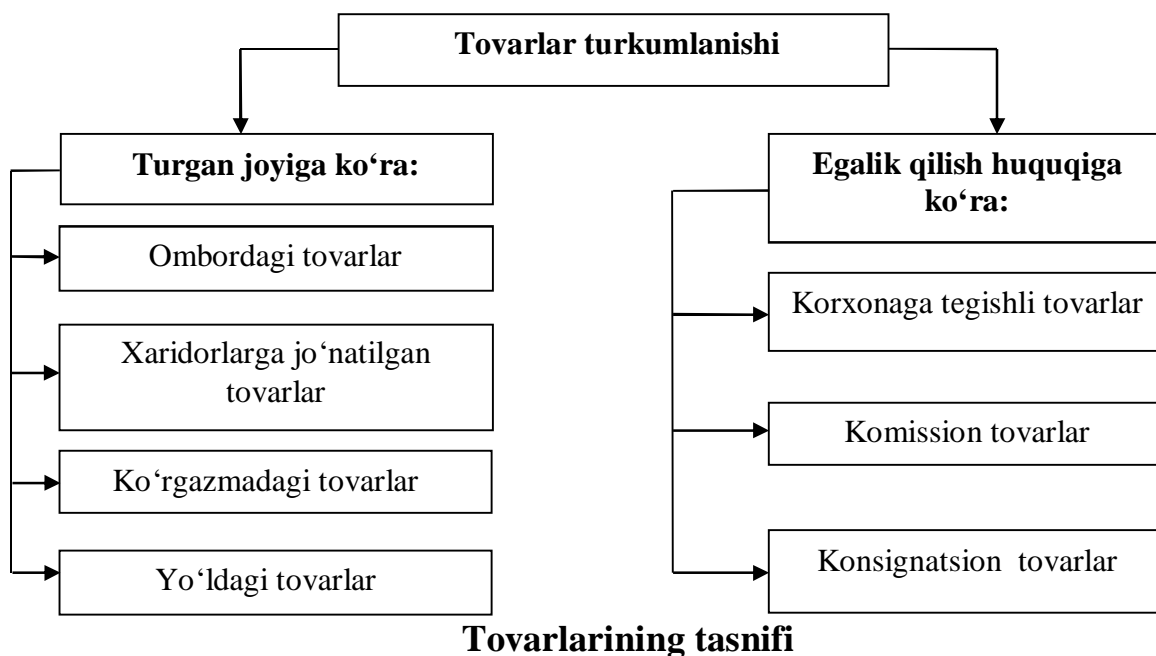 Tovarlar turkumlanishi
Turgan joyiga ko‘ra:
Ombordagi tovarlar
Xaridorlarga jo‘natilgan
tovarlar
Ko‘rgazmadagi tovarlar
Yo‘ldagi tovarlar
Egalik qilish huquqiga
ko‘ra:
Korxonaga tegishli tovarlar
Komission tovarlar
Konsignatsion tovarlar
Tovarlarining tasnifi